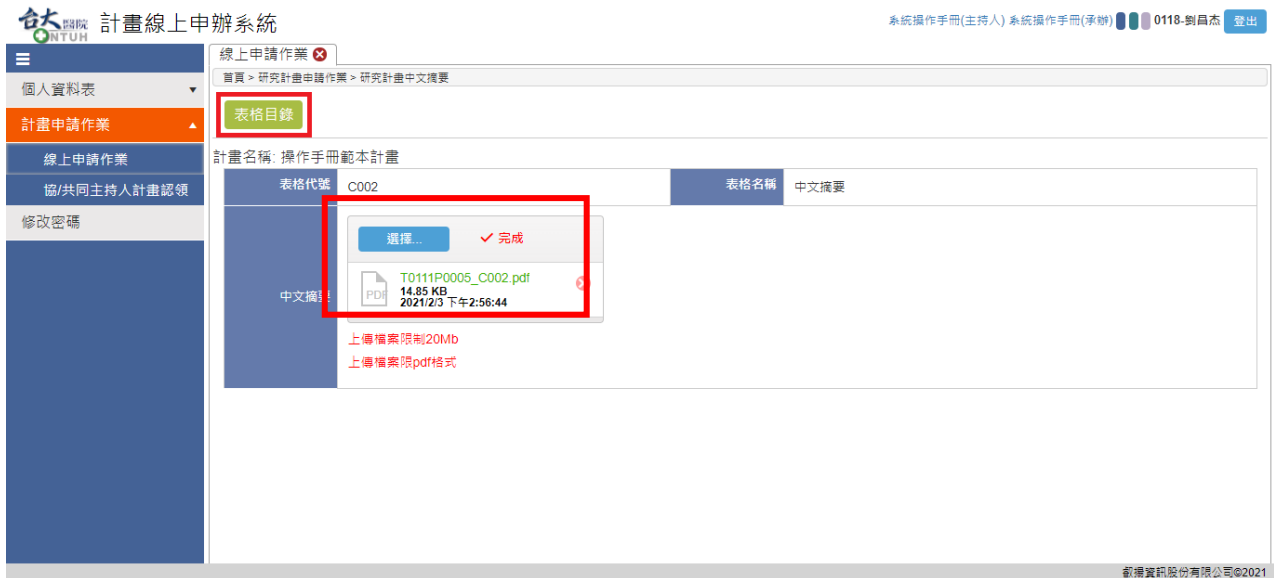 台大醫院 NTUH 計畫線上申辦系統
系統操作手冊(主持人) 系統操作手冊(承辦) 0118-劉昌杰 登出
線上申請作業
首頁 > 研究計畫申請作業 > 研究計畫中文摘要
個人資料表
表格目錄
計畫申請作業
線上申請作業
計畫名稱: 操作手冊範本計畫
協/共同主持人計畫認領
表格代號 C002 表格名稱 中文摘要
修改密碼
選擇... 完成
中文摘要
PDF
T0111P0005_C002.pdf
14.85 KB
2021/2/3 下午2:56:44
上傳檔案限制20Mb
上傳檔案限pdf格式
叡揚資訊股份有限公司©2021